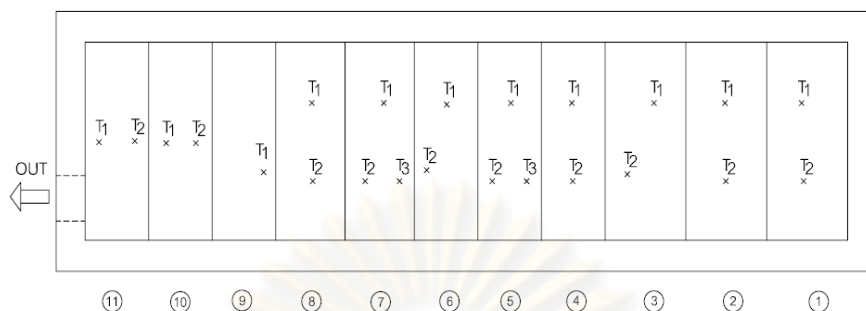 T1 T1 T1 T1 T1 T1 T1 T1
T1 T2 T1 T2 T1
OUT T2 T2 T3 T2 T2 T3 T2 T2 T2 T2
11 10 9 8 7 6 5 4 3 2 1